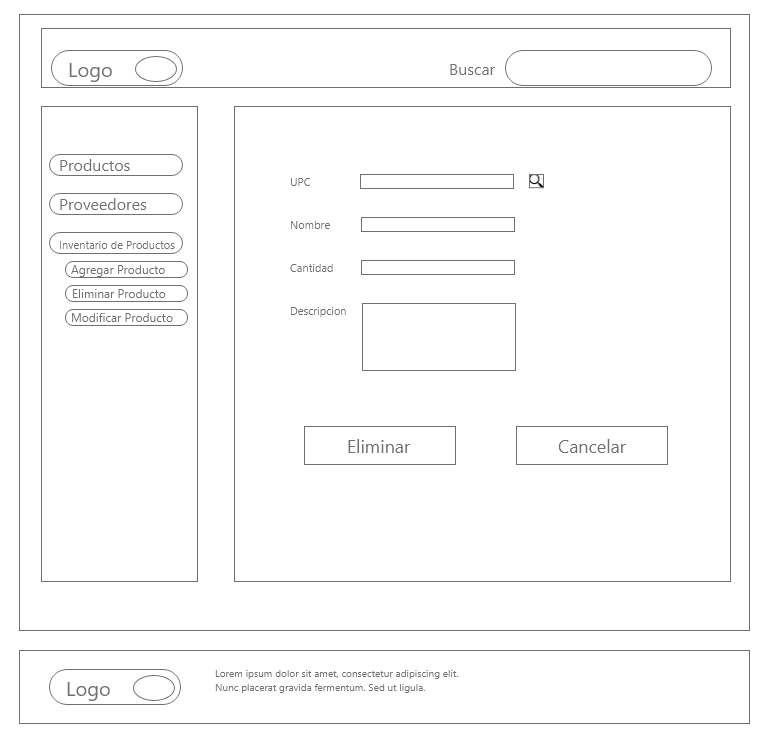 Logo
Buscar
Productos
Proveedores
Inventario de Productos
Agregar Producto
Eliminar Producto
Modificar Producto
UPC
Nombre
Cantidad
Descripcion
Eliminar
Cancelar
Logo
Lorem ipsum dolor sit amet, consectetur adipiscing elit.
Nunc placerat gravida fermentum. Sed ut ligula.